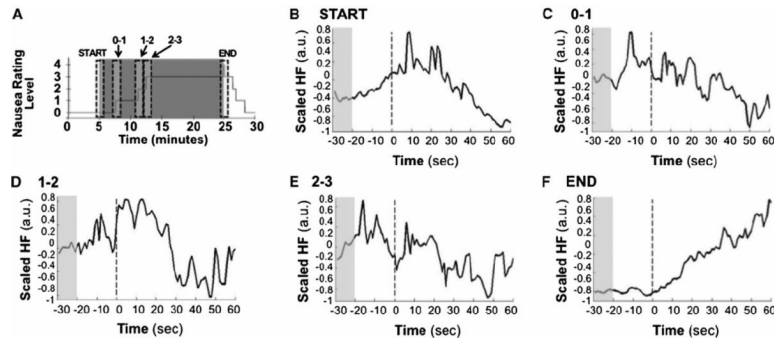 A
START
0-1
1-2
2-3
END
Nausea Rating
Level
4
3
2
1
0
0 5 10 15 20 25 30
Time (minutes)
B START
Scaled HF (a.u.)
0.8
0.6
0.4
0.2
0
-0.2
-0.4
-0.6
-0.8
-1
-30 -20 -10 0 10 20 30 40 50 60
Time (sec)
C 0-1
Scaled HF (a.u.)
0.8
0.6
0.4
0.2
0
-0.2
-0.4
-0.6
-0.8
-1
-30 -20 -10 0 10 20 30 40 50 60
Time (sec)
D 1-2
Scaled HF (a.u.)
0.8
0.6
0.4
0.2
0
-0.2
-0.4
-0.6
-0.8
-1
-30 -20 -10 0 10 20 30 40 50 60
Time (sec)
E 2-3
Scaled HF (a.u.)
0.8
0.6
0.4
0.2
0
-0.2
-0.4
-0.6
-0.8
-1
-30 -20 -10 0 10 20 30 40 50 60
Time (sec)
F END
Scaled HF (a.u.)
0.8
0.6
0.4
0.2
0
-0.2
-0.4
-0.6
-0.8
-1
-30 -20 -10 0 10 20 30 40 50 60
Time (sec)